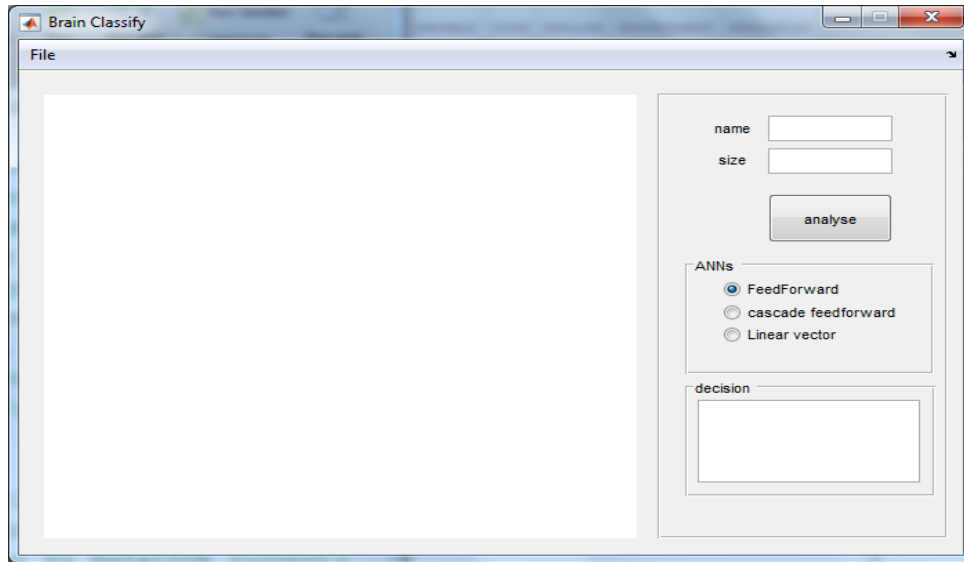 Brain Classify
File
name
size
analyse
ANNs
FeedForward
cascade feedforward
Linear vector
decision